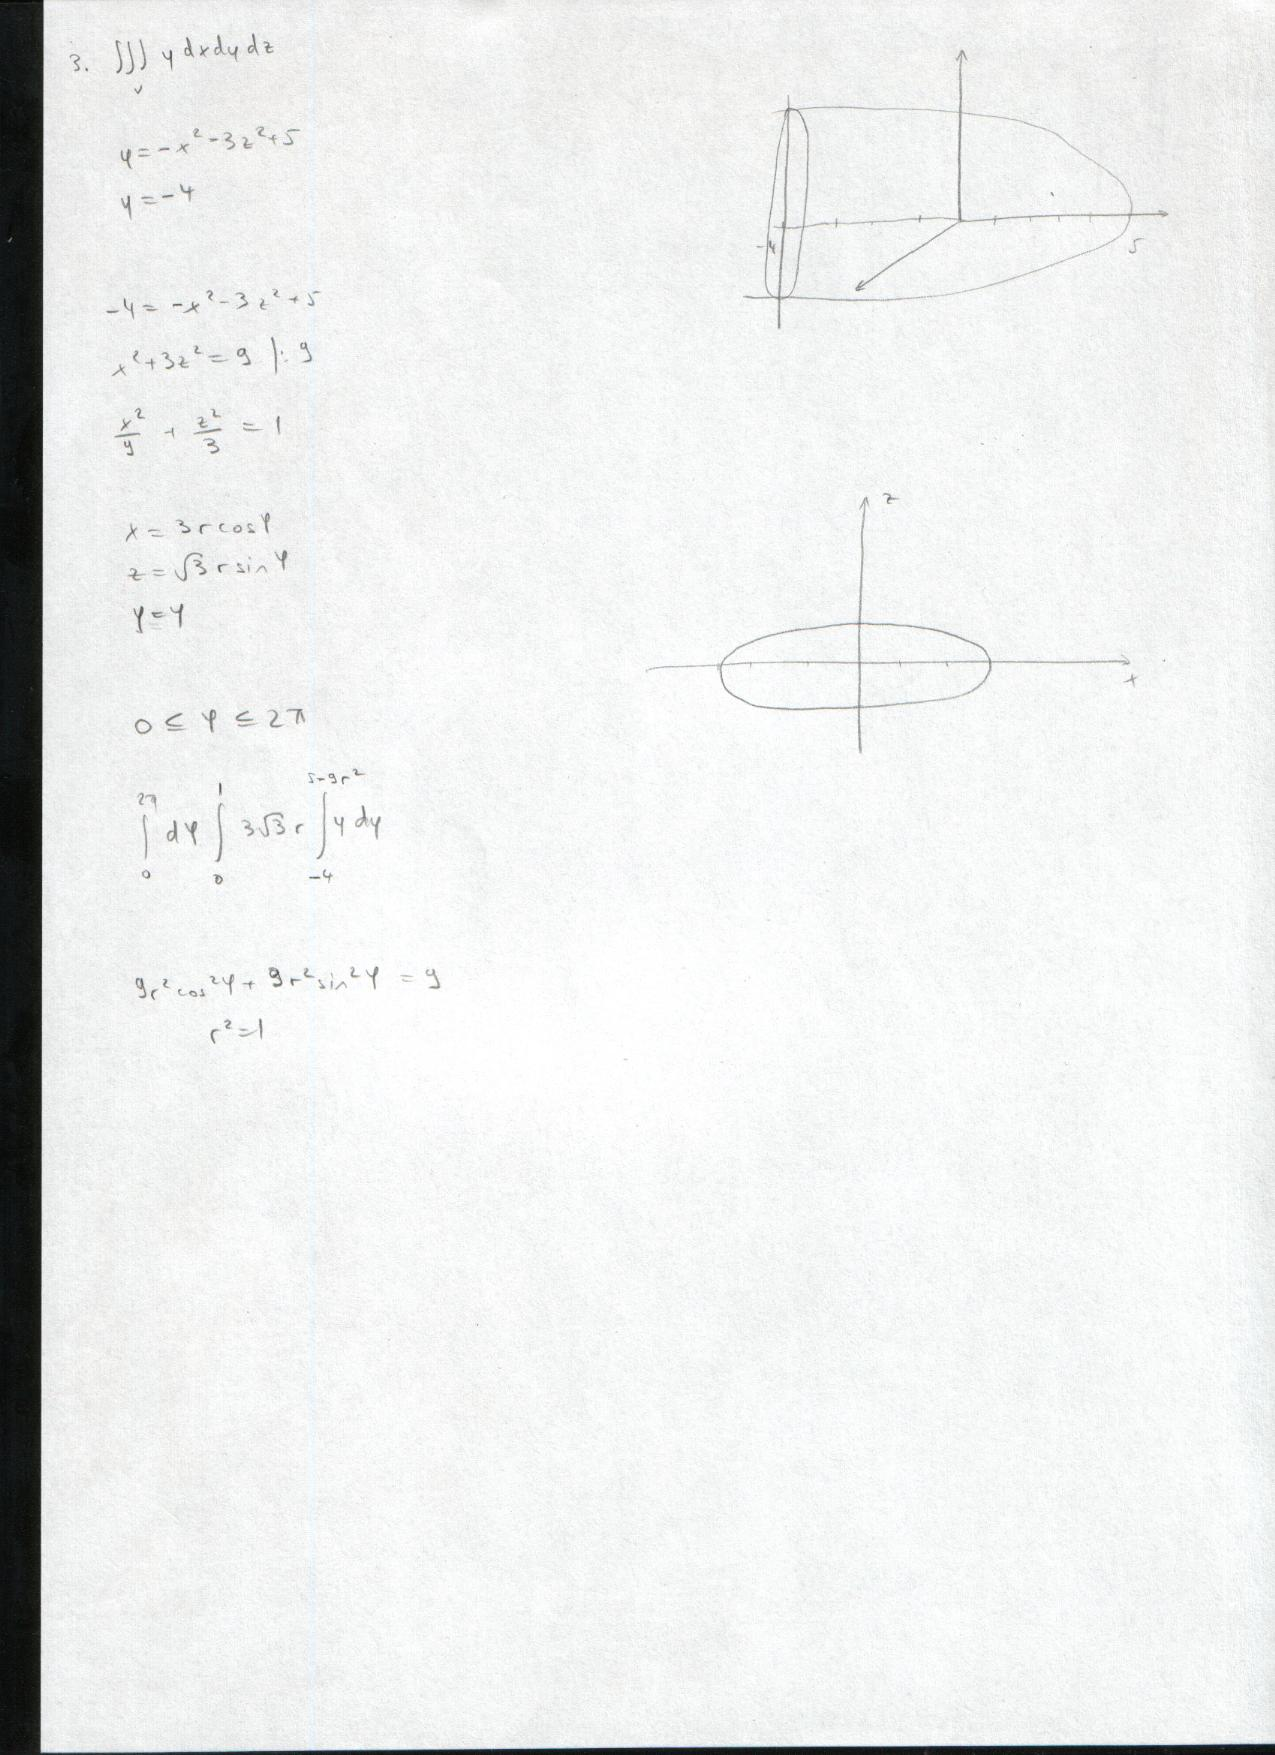 3. ∫∫∫ y dxdydz
v
y = -x² - 3z² + 5
y = -4
-4 = -x² - 3z² + 5
x² + 3z² = 9 |: 9
x²/9 + z²/3 = 1
x = 3r cosφ
z = √3 r sinφ
y = y
0 ≤ φ ≤ 2π
2π 1 5-9r²
∫ dφ ∫ 3√3 r ∫ y dy
0 0 -4
9r² cos²φ + 9r² sin²φ = 9
r² = 1
-4 5
z
x